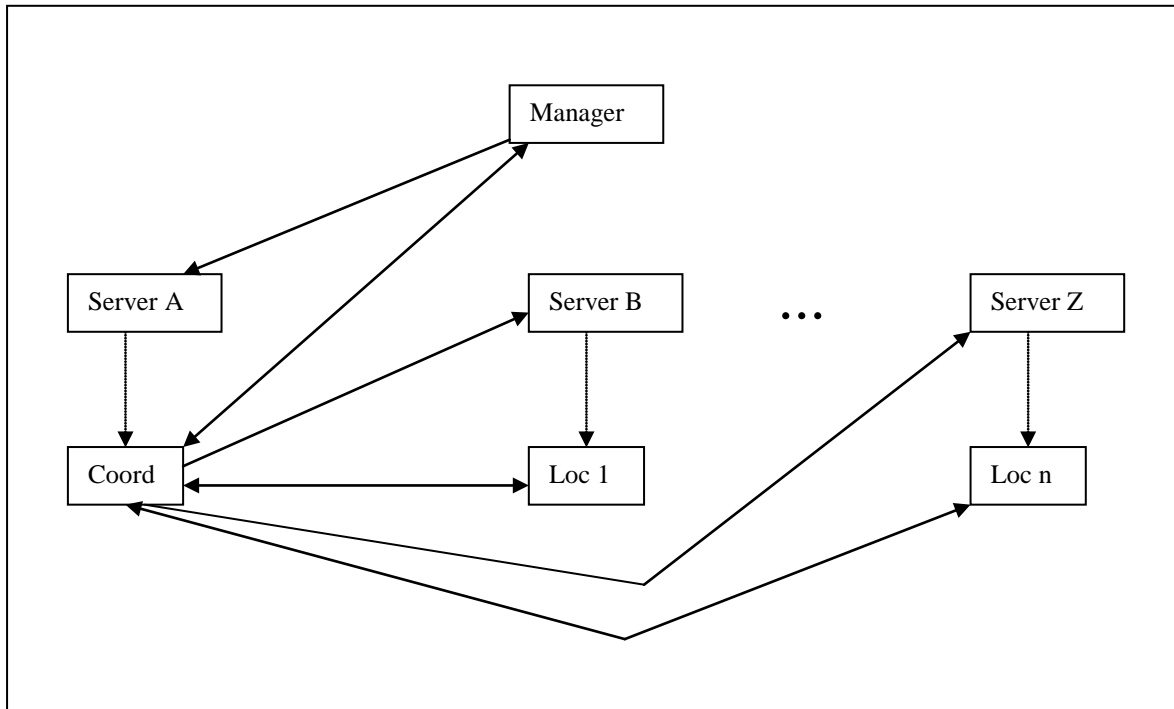 Manager
Server A
Server B
...
Server Z
Coord
Loc 1
Loc n